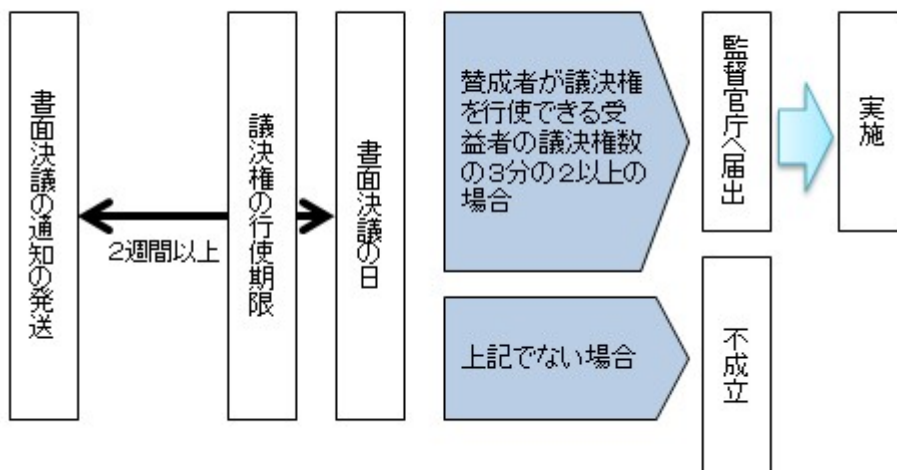 書面決議の通知の発送
2週間以上
議決権の行使期限
書面決議の日
賛成者が議決権
を行使できる受
益者の議決権数
の3分の2以上の
場合
監督官庁へ届出
実施
上記でない場合
不成立